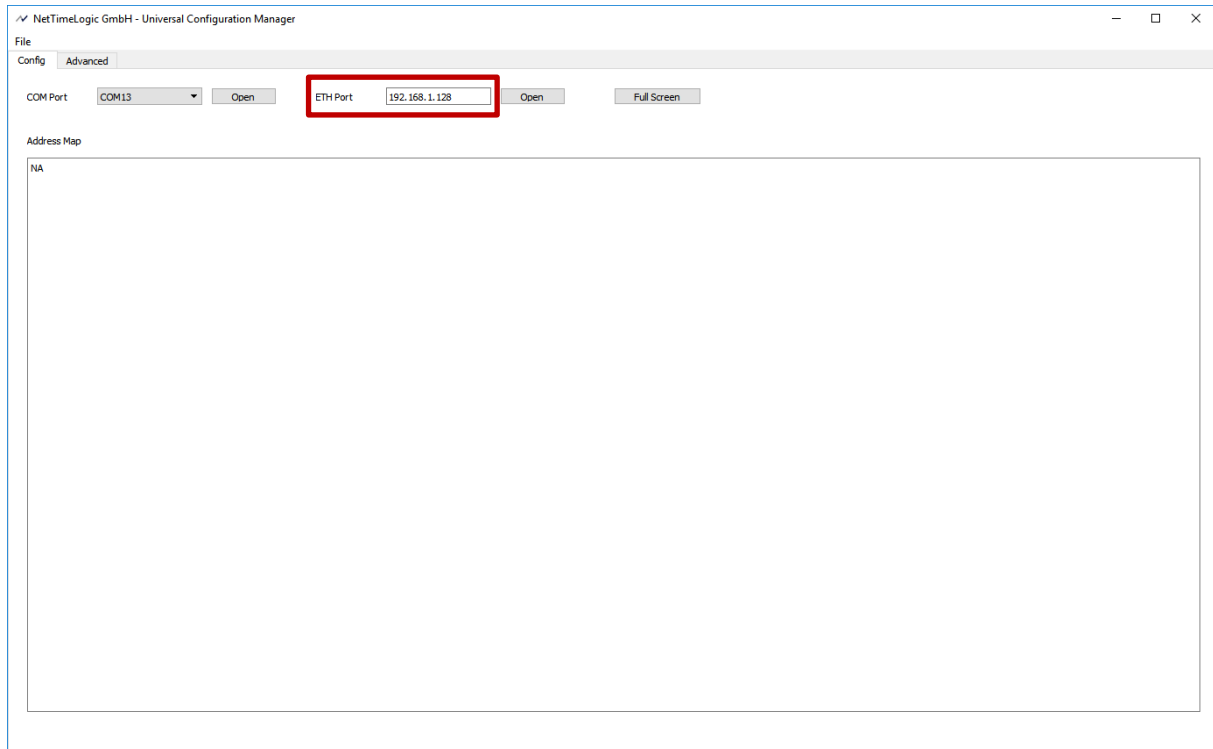 NetTimeLogic GmbH - Universal Configuration Manager
File
Config Advanced
COM Port COM13 Open ETH Port 192.168.1.128 Open Full Screen
Address Map
NA